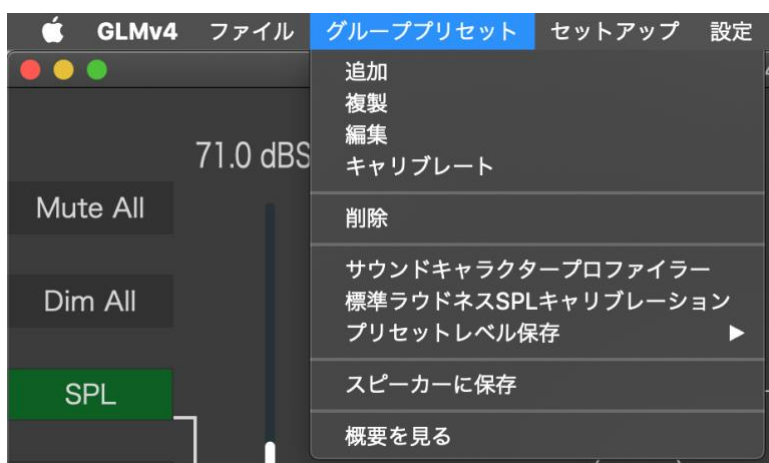 GLMv4 ファイル グループプリセット セットアップ 設定
追加
複製
編集
キャリブレート
削除
サウンドキャラクタープロファイラー
標準ラウドネスSPLキャリブレーション
プリセットレベル保存
スピーカーに保存
概要を見る
71.0 dBS
Mute All
Dim All
SPL